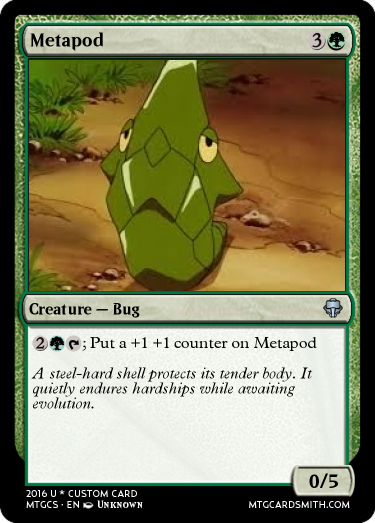 Metapod 3
Creature — Bug
2; Put a +1 +1 counter on Metapod
A steel-hard shell protects its tender body. It
quietly endures hardships while awaiting
evolution.
0/5
2016 U * CUSTOM CARD
MTGCS · EN UNKNOWN MTGCARDSMITH.COM